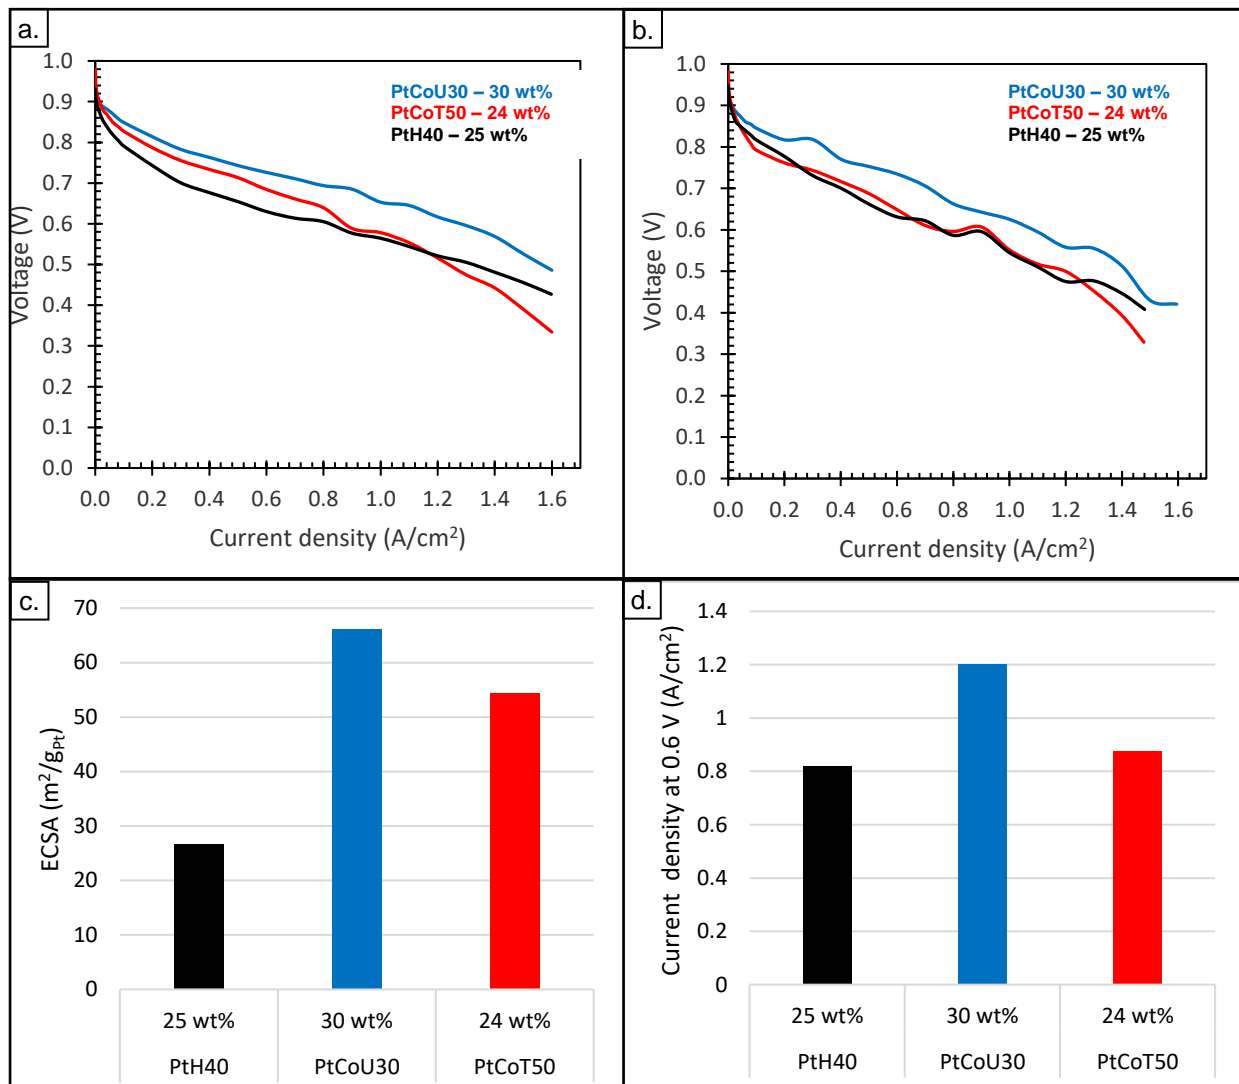 a.
Voltage (V)
1.0
0.9
0.8
0.7
0.6
0.5
0.4
0.3
0.2
0.1
0.0
PtCoU30 – 30 wt%
PtCoT50 – 24 wt%
PtH40 – 25 wt%
0.0 0.2 0.4 0.6 0.8 1.0 1.2 1.4 1.6
Current density (A/cm²)
b.
Voltage (V)
1.0
0.9
0.8
0.7
0.6
0.5
0.4
0.3
0.2
0.1
0.0
PtCoU30 – 30 wt%
PtCoT50 – 24 wt%
PtH40 – 25 wt%
0.0 0.2 0.4 0.6 0.8 1.0 1.2 1.4 1.6
Current density (A/cm²)
c.
ECSA (m²/gPt)
70
60
50
40
30
20
10
0
25 wt% 30 wt% 24 wt%
PtH40 PtCoU30 PtCoT50
d.
Current density at 0.6 V (A/cm²)
1.4
1.2
1
0.8
0.6
0.4
0.2
0
25 wt% 30 wt% 24 wt%
PtH40 PtCoU30 PtCoT50